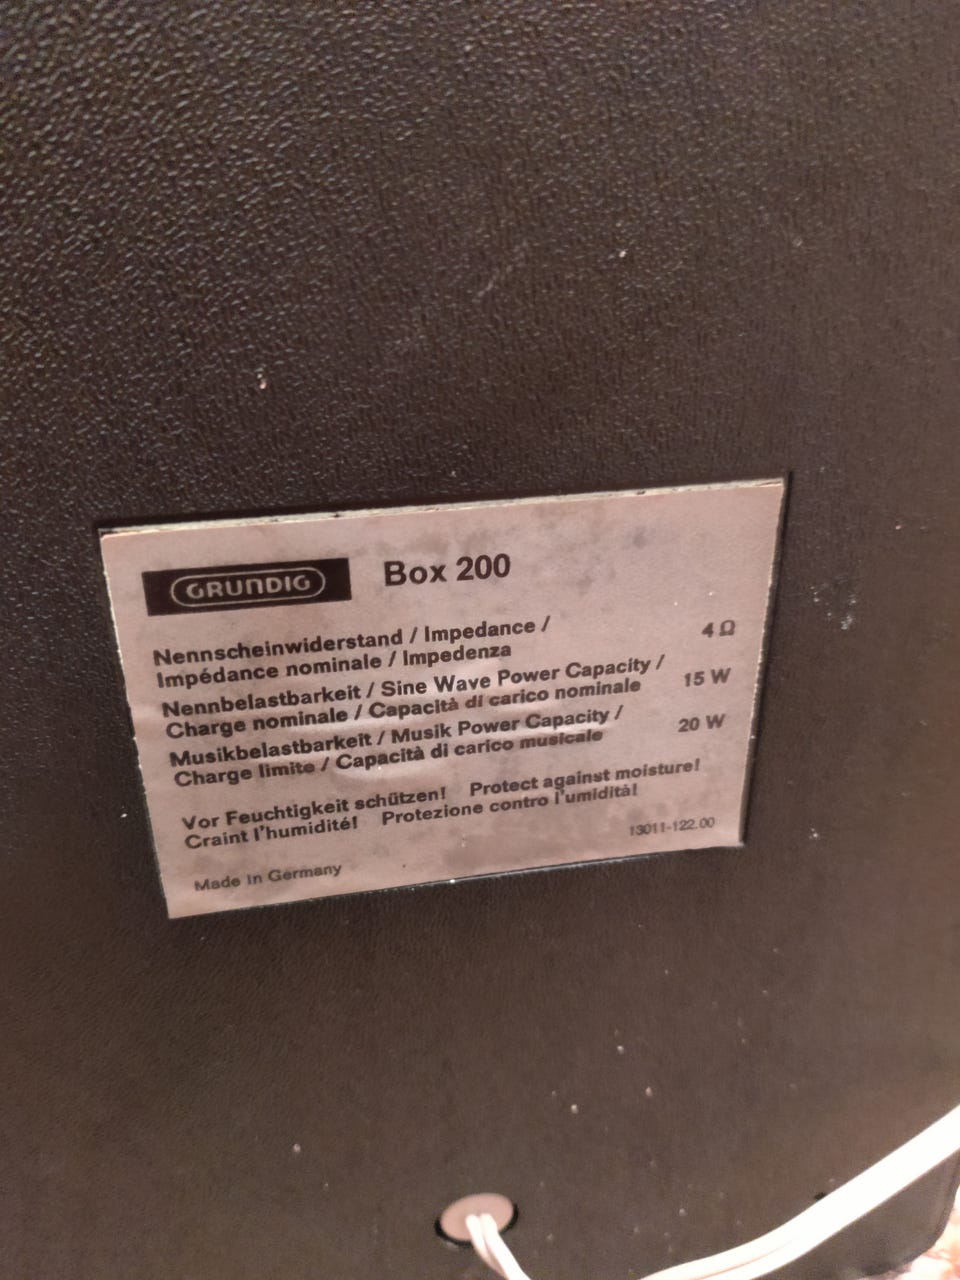 GRUNDIG Box 200
Nennscheinwiderstand / Impedance /
Impédance nominale / Impedenza 4 Ω
Nennbelastbarkeit / Sine Wave Power Capacity /
Charge nominale / Capacità di carico nominale 15 W
Musikbelastbarkeit / Musik Power Capacity /
Charge limite / Capacità di carico musicale 20 W
Vor Feuchtigkeit schützen! Protect against moisture!
Craint l'humidité! Protezione contro l'umidità!
13011-122.00
Made in Germany